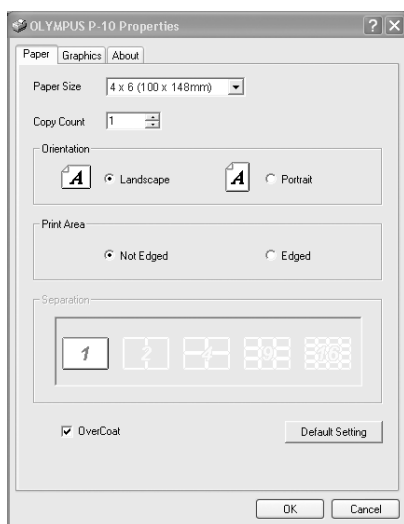 OLYMPUS P-10 Properties
Paper Graphics About
Paper Size 4 x 6 (100 x 148mm)
Copy Count 1
Orientation
A Landscape A Portrait
Print Area
Not Edged Edged
Separation
1 2 4 9 16
OverCoat Default Setting
OK Cancel